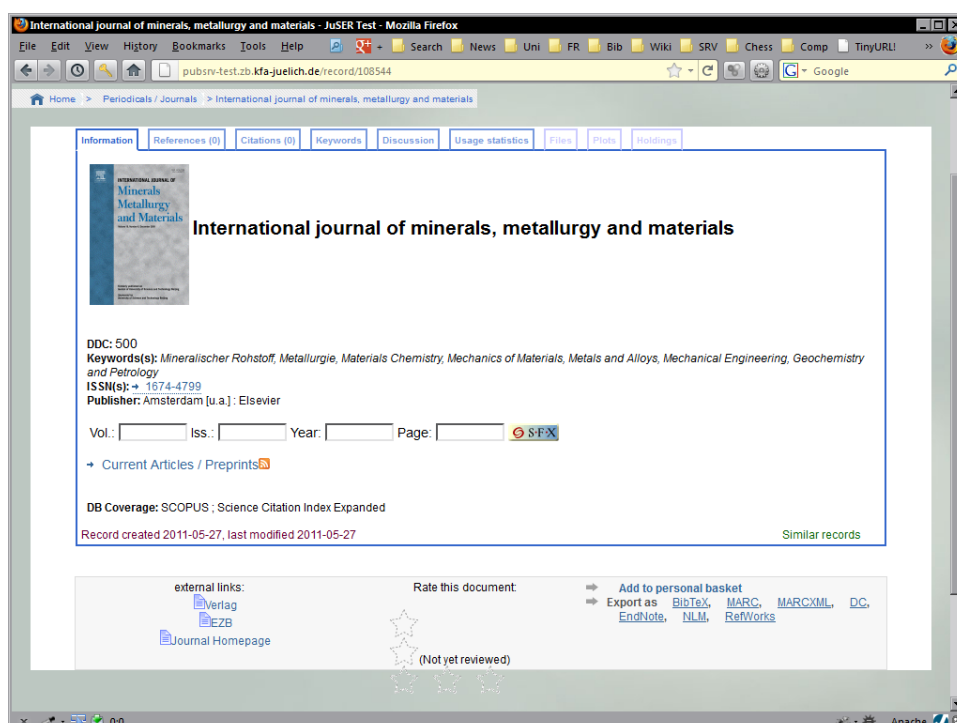 International journal of minerals, metallurgy and materials - JuSER Test - Mozilla Firefox
File Edit View History Bookmarks Tools Help + Search News Uni FR Bib Wiki SRV Chess Comp TinyURL! »
pubsrv-test.zb.kfa-juelich.de/record/108544 Google
Home > Periodicals / Journals > International journal of minerals, metallurgy and materials
Information References (0) Citations (0) Keywords Discussion Usage statistics Files Plots Holdings
INTERNATIONAL JOURNAL OF
Minerals
Metallurgy
and Materials
International journal of minerals, metallurgy and materials
DDC: 500
Keywords(s): Mineralischer Rohstoff, Metallurgie, Materials Chemistry, Mechanics of Materials, Metals and Alloys, Mechanical Engineering, Geochemistry
and Petrology
ISSN(s): → 1674-4799
Publisher: Amsterdam [u.a.] : Elsevier
Vol.: Iss.: Year: Page: S·F·X
→ Current Articles / Preprints
DB Coverage: SCOPUS ; Science Citation Index Expanded
Record created 2011-05-27, last modified 2011-05-27 Similar records
external links:
Verlag
EZB
Journal Homepage
Rate this document:
(Not yet reviewed)
Add to personal basket
Export as BibTeX, MARC, MARCXML, DC,
EndNote, NLM, RefWorks
0:0 Apache